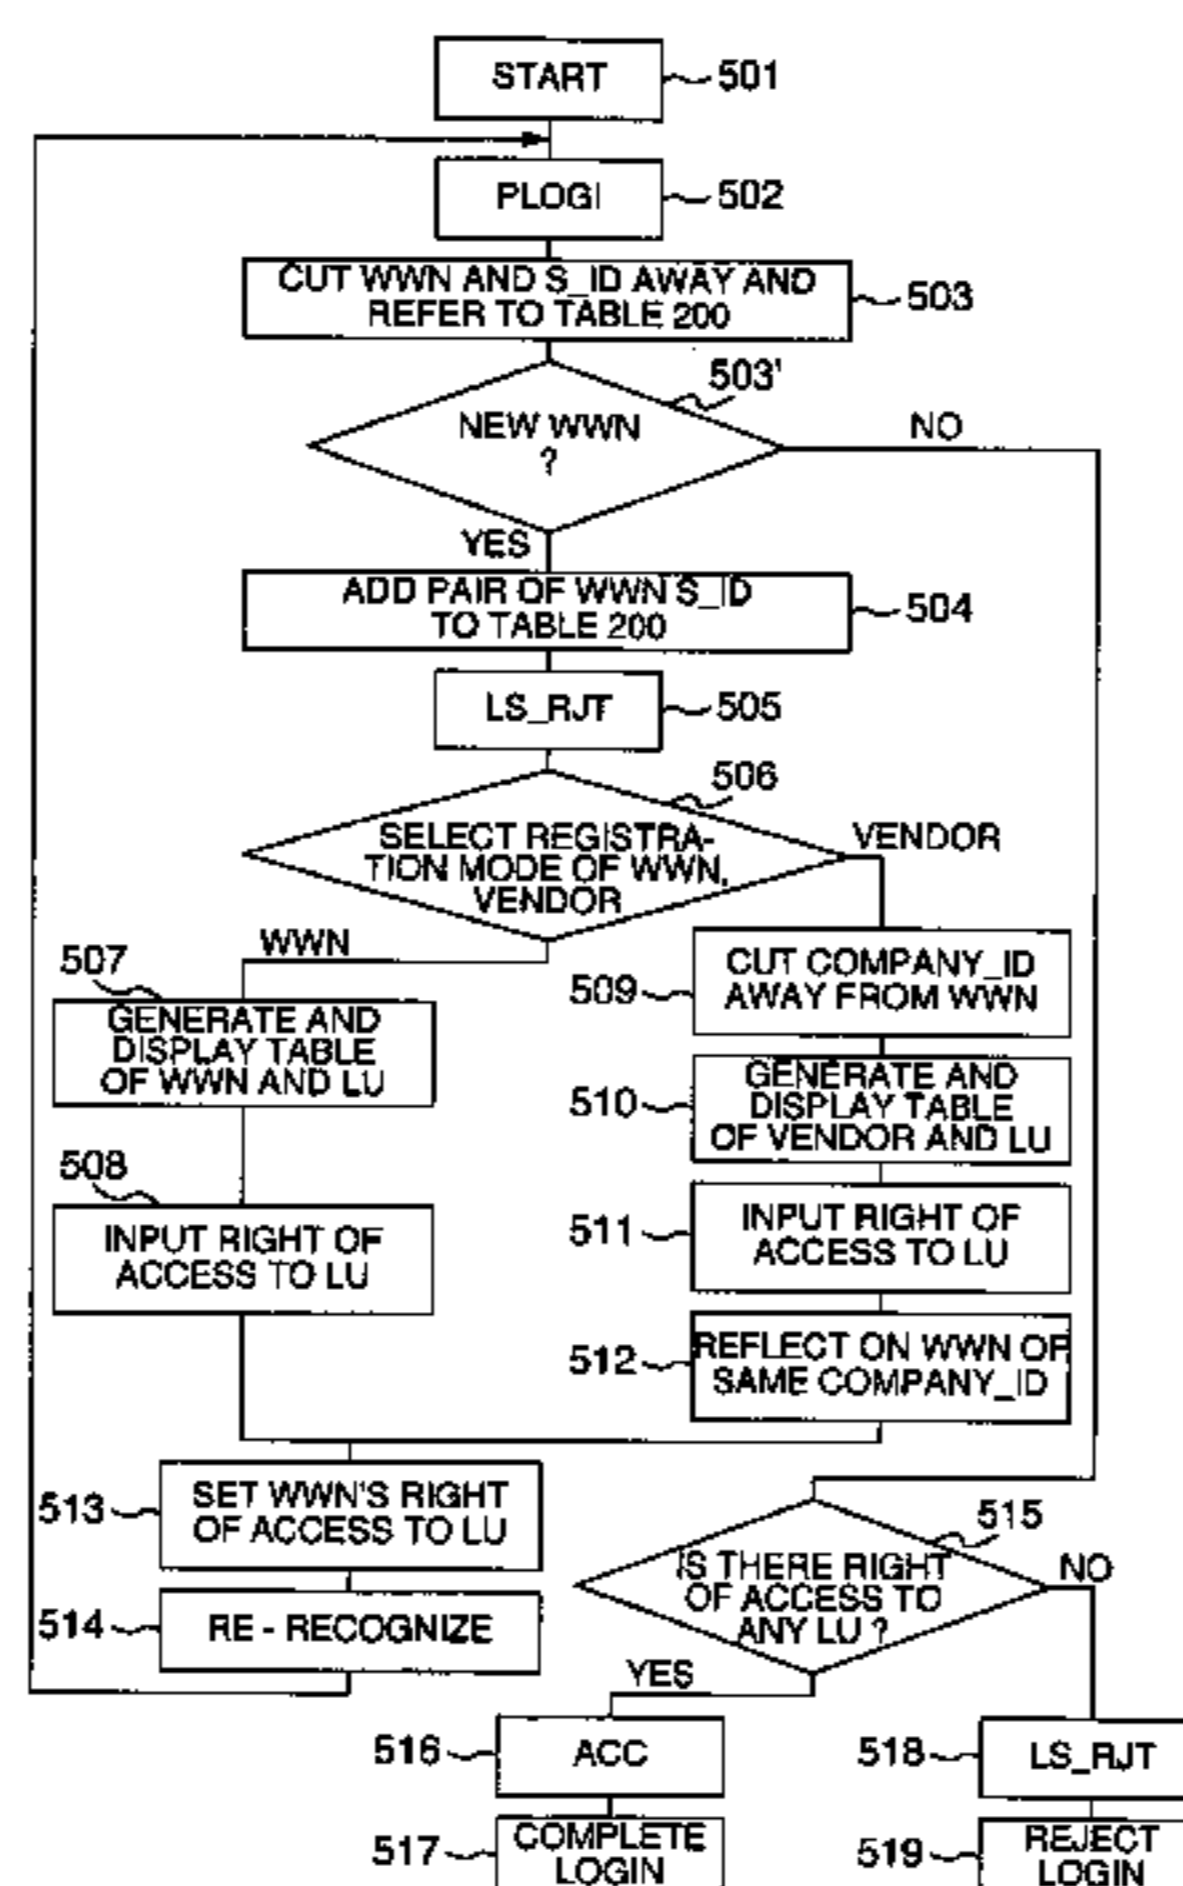 START
501
PLOGI
502
CUT WWN AND S_ID AWAY AND
REFER TO TABLE 200
503
503'
NEW WWN
?
NO
YES
ADD PAIR OF WWN S_ID
TO TABLE 200
504
LS_RJT
505
506
SELECT REGISTRA-
TION MODE OF WWN,
VENDOR
VENDOR
WWN
507
GENERATE AND
DISPLAY TABLE
OF WWN AND LU
509
CUT COMPANY_ID
AWAY FROM WWN
510
GENERATE AND
DISPLAY TABLE
OF VENDOR AND LU
508
INPUT RIGHT OF
ACCESS TO LU
511
INPUT RIGHT OF
ACCESS TO LU
512
REFLECT ON WWN OF
SAME COMPANY_ID
513
SET WWN'S RIGHT
OF ACCESS TO LU
514
RE - RECOGNIZE
515
IS THERE RIGHT
OF ACCESS TO
ANY LU ?
NO
YES
516
ACC
518
LS_RJT
517
COMPLETE
LOGIN
519
REJECT
LOGIN